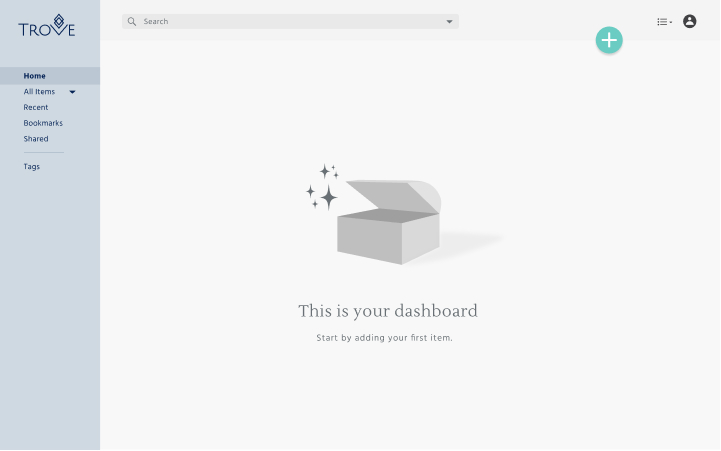 TROVE
Search
Home
All Items
Recent
Bookmarks
Shared
Tags
This is your dashboard
Start by adding your first item.